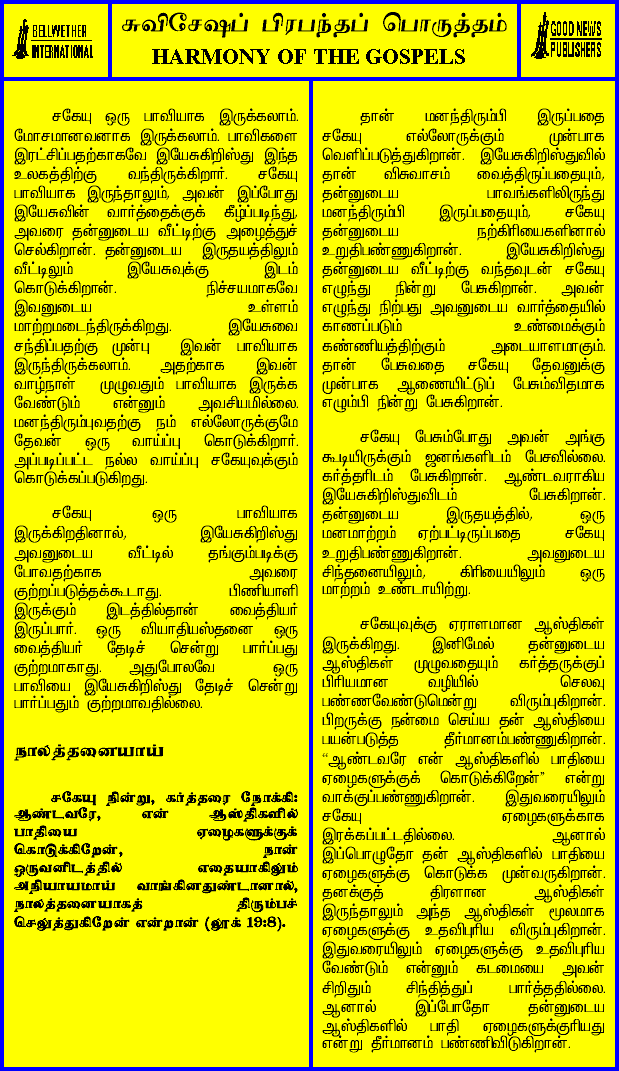 BELLWETHER
INTERNATIONAL
சுவிசேஷப் பிரபந்தப் பொருத்தம்
HARMONY OF THE GOSPELS
GOOD NEWS
PUBLISHERS
சகேயு ஒரு பாவியாக இருக்கலாம்.
மோசமானவனாக இருக்கலாம். பாவிகளை
இரட்சிப்பதற்காகவே இயேசுகிறிஸ்து இந்த
உலகத்திற்கு வந்திருக்கிறார். சகேயு
பாவியாக இருந்தாலும், அவன் இப்போது
இயேசுவின் வார்த்தைக்குக் கீழ்ப்படிந்து,
அவரை தன்னுடைய வீட்டிற்கு அழைத்துச்
செல்கிறான். தன்னுடைய இருதயத்திலும்
வீட்டிலும் இயேசுவுக்கு இடம்
கொடுக்கிறான். நிச்சயமாகவே
இவனுடைய உள்ளம்
மாற்றமடைந்திருக்கிறது. இயேசுவை
சந்திப்பதற்கு முன்பு இவன் பாவியாக
இருந்திருக்கலாம். அதற்காக இவன்
வாழ்நாள் முழுவதும் பாவியாக இருக்க
வேண்டும் என்னும் அவசியமில்லை.
மனந்திரும்புவதற்கு நம் எல்லோருக்குமே
தேவன் ஒரு வாய்ப்பு கொடுக்கிறார்.
அப்படிப்பட்ட நல்ல வாய்ப்பு சகேயுவுக்கும்
கொடுக்கப்படுகிறது.
சகேயு ஒரு பாவியாக
இருக்கிறதினால், இயேசுகிறிஸ்து
அவனுடைய வீட்டில் தங்கும்படிக்கு
போவதற்காக அவரை
குற்றப்படுத்தக்கூடாது. பிணியாளி
இருக்கும் இடத்தில்தான் வைத்தியர்
இருப்பார். ஒரு வியாதியஸ்தனை ஒரு
வைத்தியர் தேடிச் சென்று பார்ப்பது
குற்றமாகாது. அதுபோலவே ஒரு
பாவியை இயேசுகிறிஸ்து தேடிச் சென்று
பார்ப்பதும் குற்றமாவதில்லை.
நாலத்தனையாய்
சகேயு நின்று, கர்த்தரை நோக்கி:
ஆண்டவரே, என் ஆஸ்திகளில்
பாதியை ஏழைகளுக்குக்
கொடுக்கிறேன், நான்
ஒருவனிடத்தில் எதையாகிலும்
அநியாயமாய் வாங்கினதுண்டானால்,
நாலத்தனையாகத் திரும்பச்
செலுத்துகிறேன் என்றான் (லூக் 19:8).
தான் மனந்திரும்பி இருப்பதை
சகேயு எல்லோருக்கும் முன்பாக
வெளிப்படுத்துகிறான். இயேசுகிறிஸ்துவில்
தான் விசுவாசம் வைத்திருப்பதையும்,
தன்னுடைய பாவங்களிலிருந்து
மனந்திரும்பி இருப்பதையும், சகேயு
தன்னுடைய நற்கிரியைகளினால்
உறுதிபண்ணுகிறான். இயேசுகிறிஸ்து
தன்னுடைய வீட்டிற்கு வந்தவுடன் சகேயு
எழுந்து நின்று பேசுகிறான். அவன்
எழுந்து நிற்பது அவனுடைய வார்த்தையில்
காணப்படும் உண்மைக்கும்
கண்ணியத்திற்கும் அடையாளமாகும்.
தான் பேசுவதை சகேயு தேவனுக்கு
முன்பாக ஆணையிட்டுப் பேசும்விதமாக
எழும்பி நின்று பேசுகிறான்.
சகேயு பேசும்போது அவன் அங்கு
கூடியிருக்கும் ஜனங்களிடம் பேசவில்லை.
கர்த்தரிடம் பேசுகிறான். ஆண்டவராகிய
இயேசுகிறிஸ்துவிடம் பேசுகிறான்.
தன்னுடைய இருதயத்தில், ஒரு
மனமாற்றம் ஏற்பட்டிருப்பதை சகேயு
உறுதிபண்ணுகிறான். அவனுடைய
சிந்தனையிலும், கிரியையிலும் ஒரு
மாற்றம் உண்டாயிற்று.
சகேயுவுக்கு ஏராளமான ஆஸ்திகள்
இருக்கிறது. இனிமேல் தன்னுடைய
ஆஸ்திகள் முழுவதையும் கர்த்தருக்குப்
பிரியமான வழியில் செலவு
பண்ணவேண்டுமென்று விரும்புகிறான்.
பிறருக்கு நன்மை செய்ய தன் ஆஸ்தியை
பயன்படுத்த தீர்மானம்பண்ணுகிறான்.
“ஆண்டவரே என் ஆஸ்திகளில் பாதியை
ஏழைகளுக்குக் கொடுக்கிறேன்” என்று
வாக்குப்பண்ணுகிறான். இதுவரையிலும்
சகேயு ஏழைகளுக்காக
இரக்கப்பட்டதில்லை. ஆனால்
இப்பொழுதோ தன் ஆஸ்திகளில் பாதியை
ஏழைகளுக்கு கொடுக்க முன்வருகிறான்.
தனக்குத் திரளான ஆஸ்திகள்
இருந்தாலும் அந்த ஆஸ்திகள் மூலமாக
ஏழைகளுக்கு உதவிபுரிய விரும்புகிறான்.
இதுவரையிலும் ஏழைகளுக்கு உதவிபுரிய
வேண்டும் என்னும் கடமையை அவன்
சிறிதும் சிந்தித்துப் பார்த்ததில்லை.
ஆனால் இப்போதோ தன்னுடைய
ஆஸ்திகளில் பாதி ஏழைகளுக்குரியது
என்று தீர்மானம் பண்ணிவிடுகிறான்.